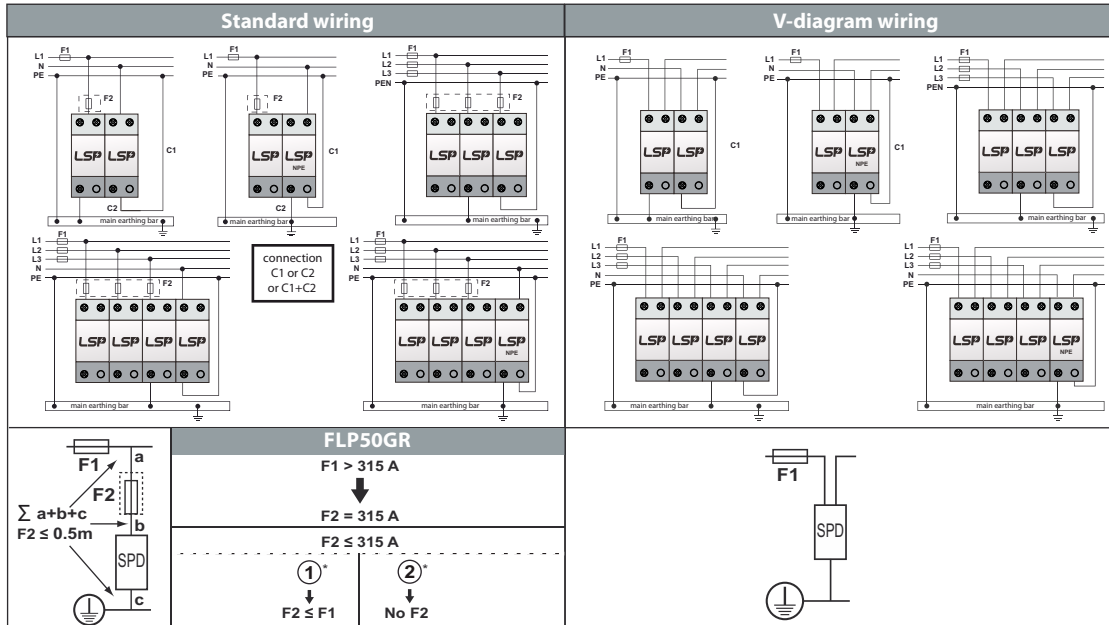 Standard wiring
V-diagram wiring
F1
L1
N
PE
F2
LSP LSP
C1
C2
main earthing bar
F1
L1
N
PE
F2
LSP LSP
NPE
C1
main earthing bar
F1
L1
L2
L3
PEN
F2
LSP LSP LSP
main earthing bar
F1
L1
N
PE
LSP LSP
C1
main earthing bar
F1
L1
N
PE
LSP LSP
NPE
C1
main earthing bar
F1
L1
L2
L3
PEN
LSP LSP LSP
main earthing bar
F1
L1
L2
L3
N
PE
F2
LSP LSP LSP LSP
main earthing bar
connection
C1 or C2
or C1+C2
F1
L1
L2
L3
N
PE
F2
LSP LSP LSP LSP
NPE
main earthing bar
F1
L1
L2
L3
N
PE
LSP LSP LSP LSP
main earthing bar
F1
L1
L2
L3
N
PE
LSP LSP LSP LSP
NPE
main earthing bar
F1
a
F2
∑ a+b+c
F2 ≤ 0.5m
b
SPD
c
FLP50GR
F1 > 315 A
F2 = 315 A
F2 ≤ 315 A
1* 2*
F2 ≤ F1 No F2
F1
SPD